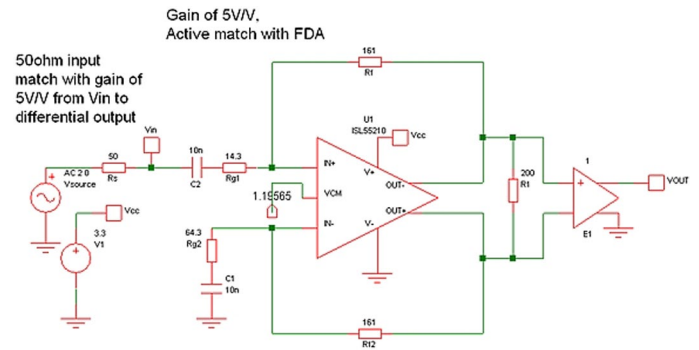 Gain of 5V/V,
Active match with FDA
50ohm input
match with gain of
5V/V from Vin to
differential output
161
R1
U1
ISL55210
Vcc
Vin
50
Rs
10n
C2
14.3
Rg1
IN+
V+
OUT-
VCM
1.19565
IN-
V-
OUT+
AC 2 0
Vsource
Vcc
3.3
V1
64.3
Rg2
C1
10n
200
R1
1
E1
VOUT
161
Rf2